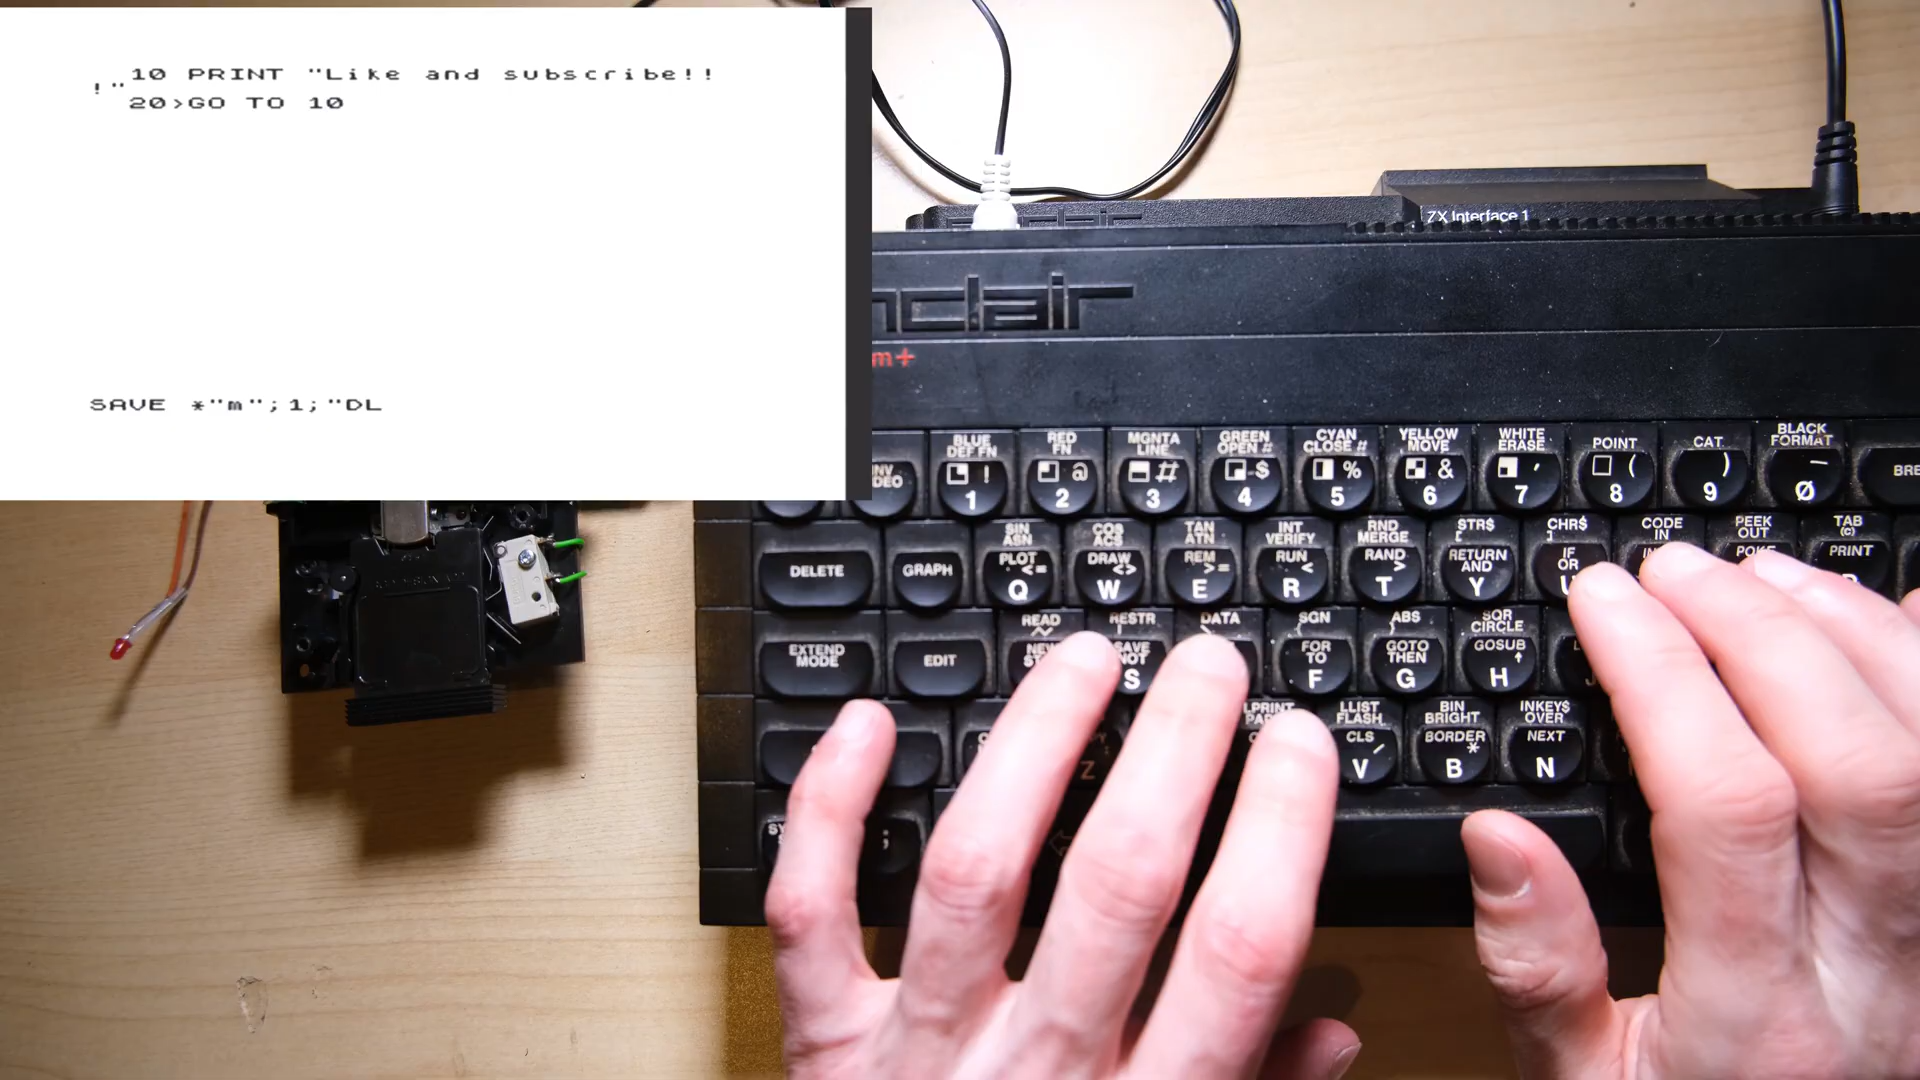 10 PRINT "Like and subscribe!!
!"
20>GO TO 10
SAVE *"m";1;"DL
ZX Interface 1
nclair
m+
BLUE
DEF FN
! 1
RED
FN
@ 2
MGNTA
LINE
# 3
GREEN
OPEN #
$ 4
CYAN
CLOSE #
% 5
YELLOW
MOVE
& 6
WHITE
ERASE
' 7
POINT
( 8
CAT
) 9
BLACK
FORMAT
_ Ø
BRE
DELETE
GRAPH
SIN
ASN
PLOT
<=
Q
COS
ACS
DRAW
<>
W
TAN
ATN
REM
>=
E
INT
VERIFY
RUN
<
R
RND
MERGE
RAND
>
T
STR$
[
RETURN
AND
Y
CHR$
]
IF
OR
CODE
IN
PEEK
OUT
POKE
TAB
(C)
PRINT
EXTEND
MODE
EDIT
READ
~
NEW
RESTR
|
SAVE
NOT
S
DATA
\
SGN
{
FOR
TO
F
ABS
}
GOTO
THEN
G
SQR
CIRCLE
GOSUB
↑
H
Z
LPRINT
LLIST
FLASH
CLS
/
V
BIN
BRIGHT
BORDER
*
B
INKEY$
OVER
NEXT
N
;